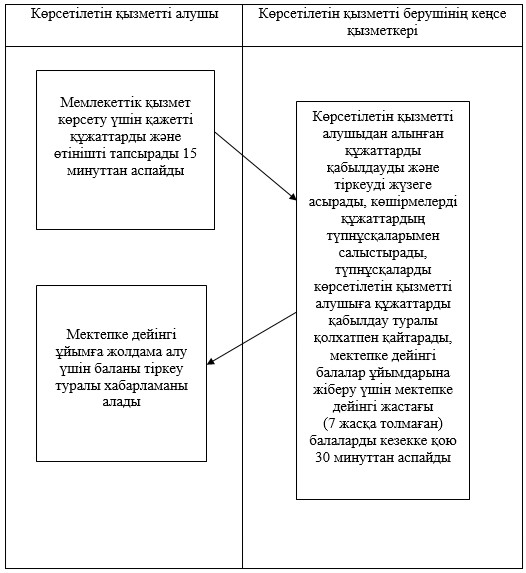 Көрсетілетін қызметті алушы
Көрсетілетін қызметті берушінің кеңсе
қызметкері
Мемлекеттік қызмет
көрсету үшін қажетті
құжаттарды және
өтінішті тапсырады 15
минуттан аспайды
Көрсетілетін қызметті
алушыдан алынған
құжаттарды
қабылдауды және
тіркеуді жүзеге
асырады, көшірмелерді
құжаттардың
түпнұсқаларымен
салыстырады,
түпнұсқаларды
көрсетілетін қызметті
алушыға құжаттарды
қабылдау туралы
қолхатпен қайтарады,
мектепке дейінгі
балалар ұйымдарына
жіберу үшін мектепке
дейінгі жастағы
(7 жасқа толмаған)
балаларды кезекке қою
30 минуттан аспайды
Мектепке дейінгі
ұйымға жолдама алу
үшін баланы тіркеу
туралы хабарламаны
алады